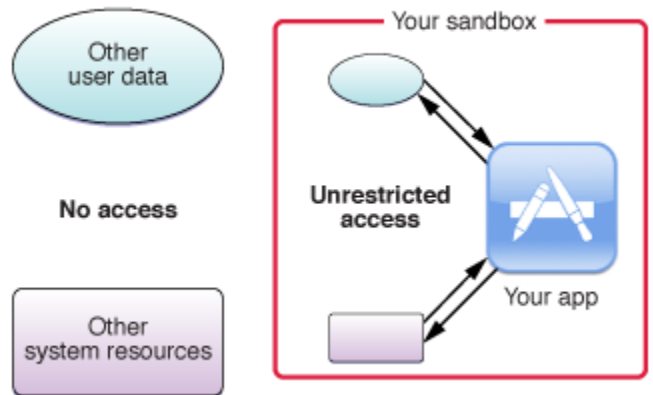 Your sandbox
Other
user data
No access
Unrestricted
access
Your app
Other
system resources